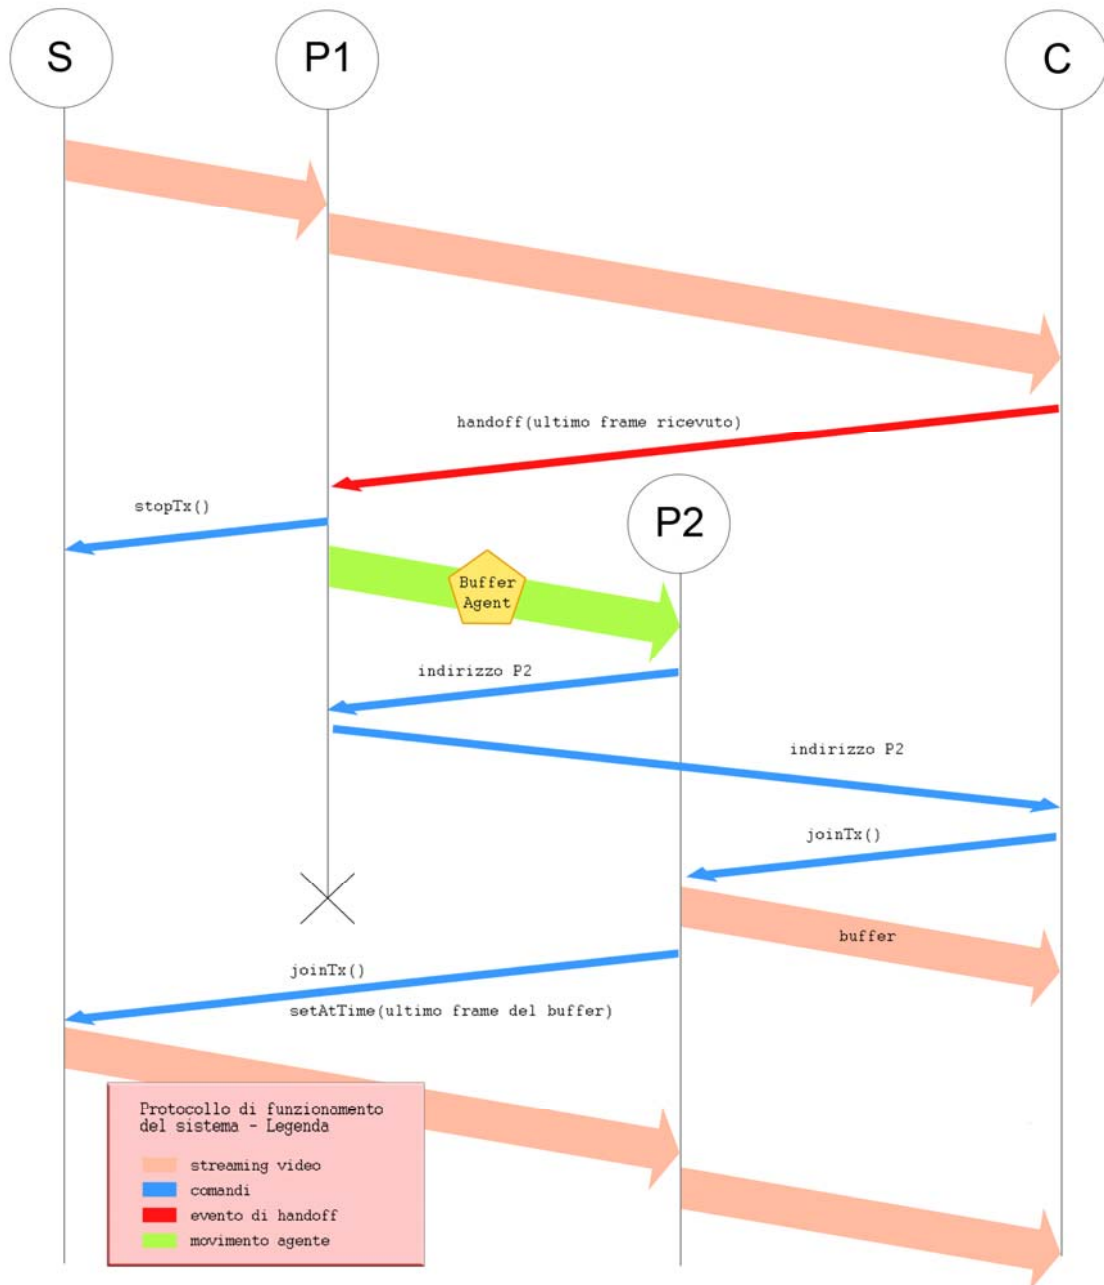 S
P1
C
handoff(ultimo frame ricevuto)
stopTx()
P2
Buffer
Agent
indirizzo P2
indirizzo P2
joinTx()
buffer
joinTx()
setAtTime(ultimo frame del buffer)
Protocollo di funzionamento
del sistema - Legenda
streaming video
comandi
evento di handoff
movimento agente